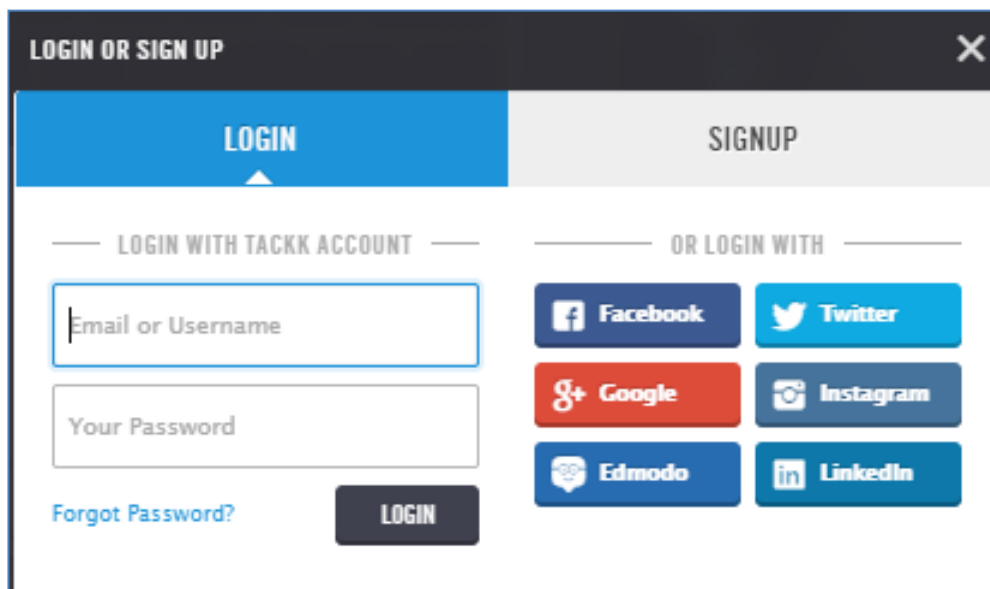 LOGIN OR SIGN UP
LOGIN
SIGNUP
LOGIN WITH TACKK ACCOUNT
Email or Username
Your Password
Forgot Password?
LOGIN
OR LOGIN WITH
Facebook
Twitter
Google
Instagram
Edmodo
LinkedIn